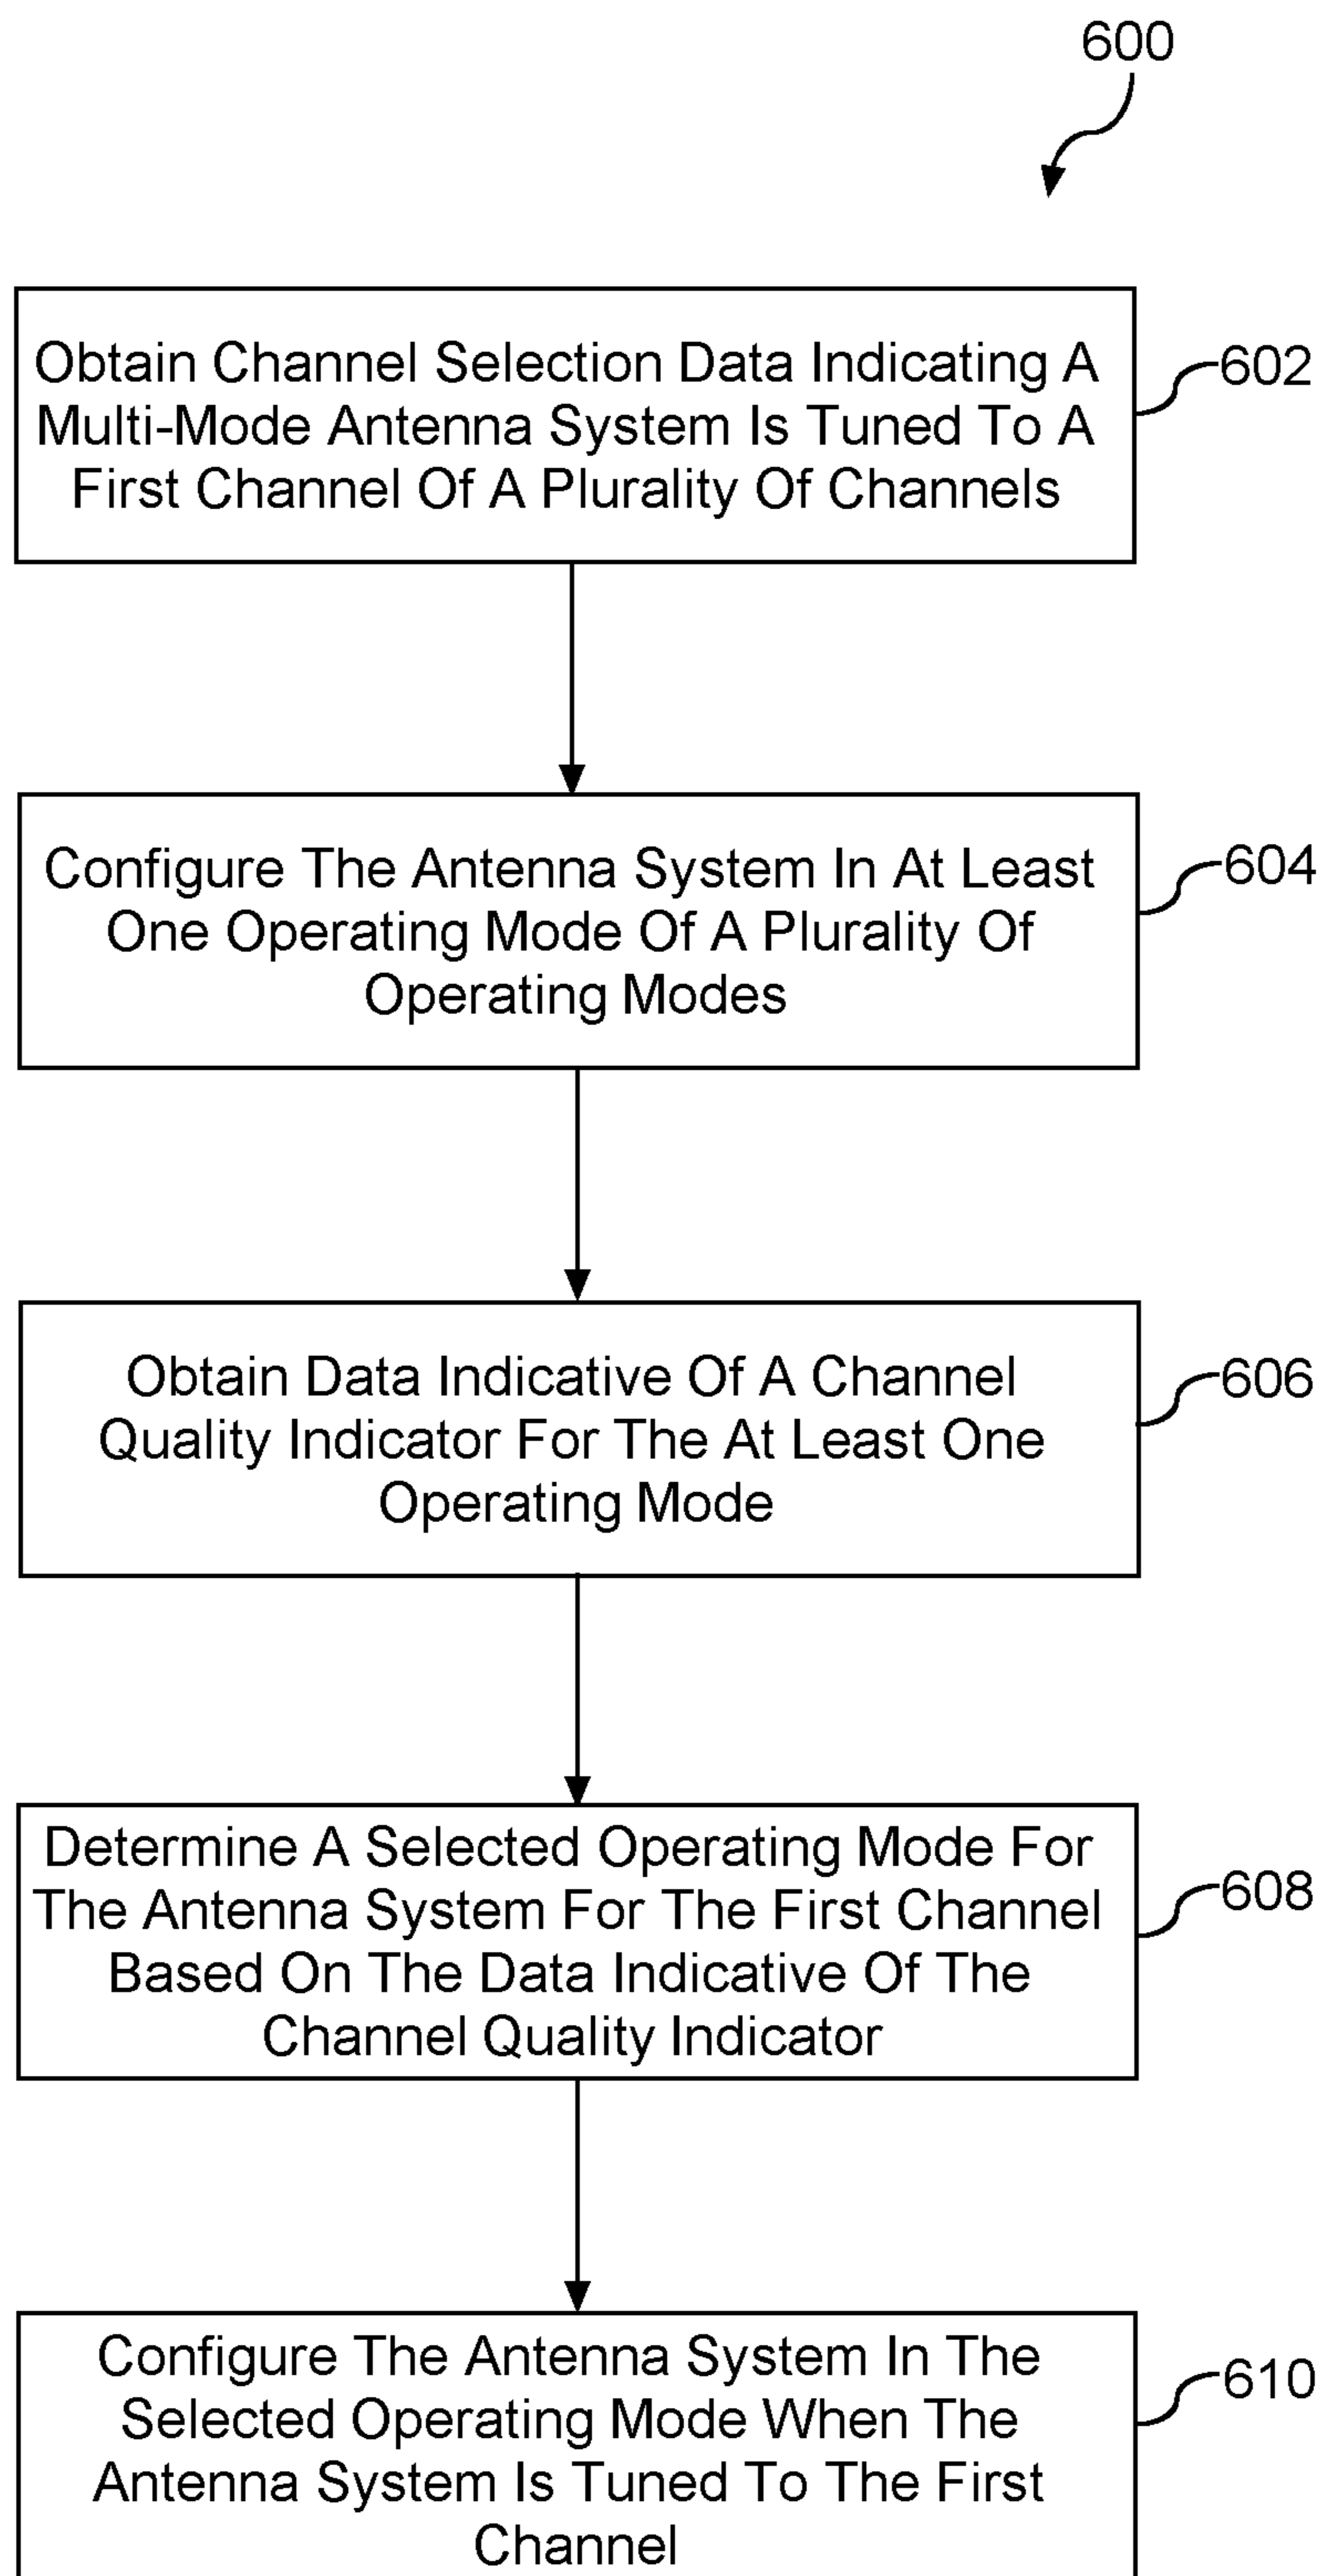 600
Obtain Channel Selection Data Indicating A
Multi-Mode Antenna System Is Tuned To A
First Channel Of A Plurality Of Channels
602
Configure The Antenna System In At Least
One Operating Mode Of A Plurality Of
Operating Modes
604
Obtain Data Indicative Of A Channel
Quality Indicator For The At Least One
Operating Mode
606
Determine A Selected Operating Mode For
The Antenna System For The First Channel
Based On The Data Indicative Of The
Channel Quality Indicator
608
Configure The Antenna System In The
Selected Operating Mode When The
Antenna System Is Tuned To The First
Channel
610